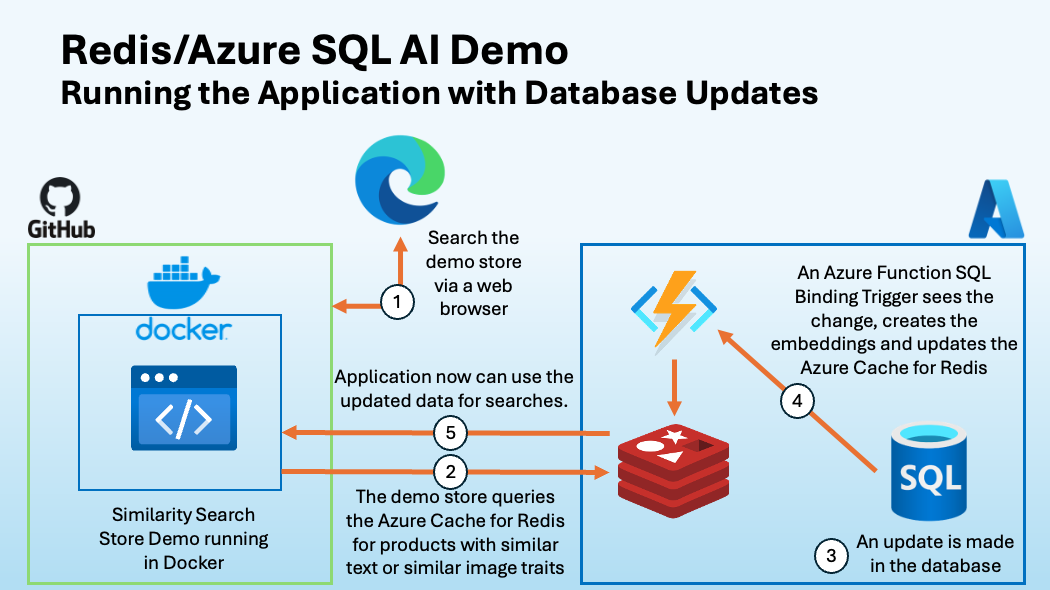 Redis/Azure SQL AI Demo
Running the Application with Database Updates
GitHub
docker
Similarity Search
Store Demo running
in Docker
1
Search the
demo store
via a web
browser
Application now can use the
updated data for searches.
5
2
The demo store queries
the Azure Cache for Redis
for products with similar
text or similar image traits
An Azure Function SQL
Binding Trigger sees the
change, creates the
embeddings and updates the
Azure Cache for Redis
4
SQL
3
An update is made
in the database